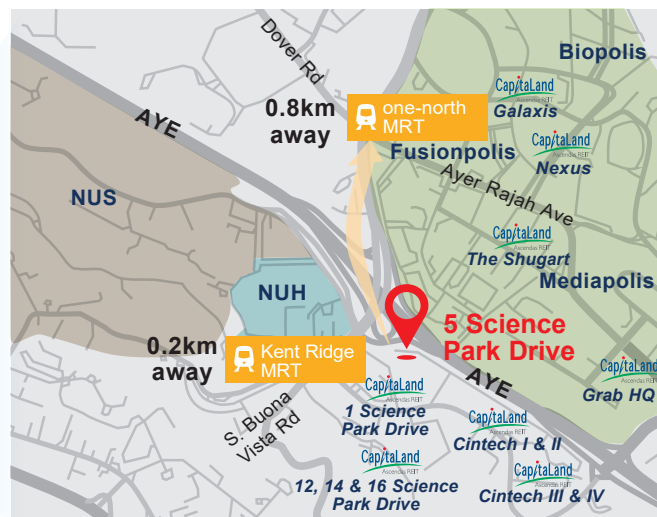 Biopolis
Dover Rd
CapitaLand
Ascendas REIT
Galaxis
0.8km
away
one-north
MRT
AYE
Fusionpolis
CapitaLand
Ascendas REIT
Nexus
Ayer Rajah Ave
NUS
CapitaLand
Ascendas REIT
The Shugart
Mediapolis
NUH
5 Science
Park Drive
0.2km
away
Kent Ridge
MRT
AYE
CapitaLand
Ascendas REIT
Grab HQ
CapitaLand
Ascendas REIT
1 Science
Park Drive
S. Buona
Vista Rd
CapitaLand
Ascendas REIT
Cintech I & II
CapitaLand
Ascendas REIT
12, 14 & 16 Science
Park Drive
CapitaLand
Ascendas REIT
Cintech III & IV